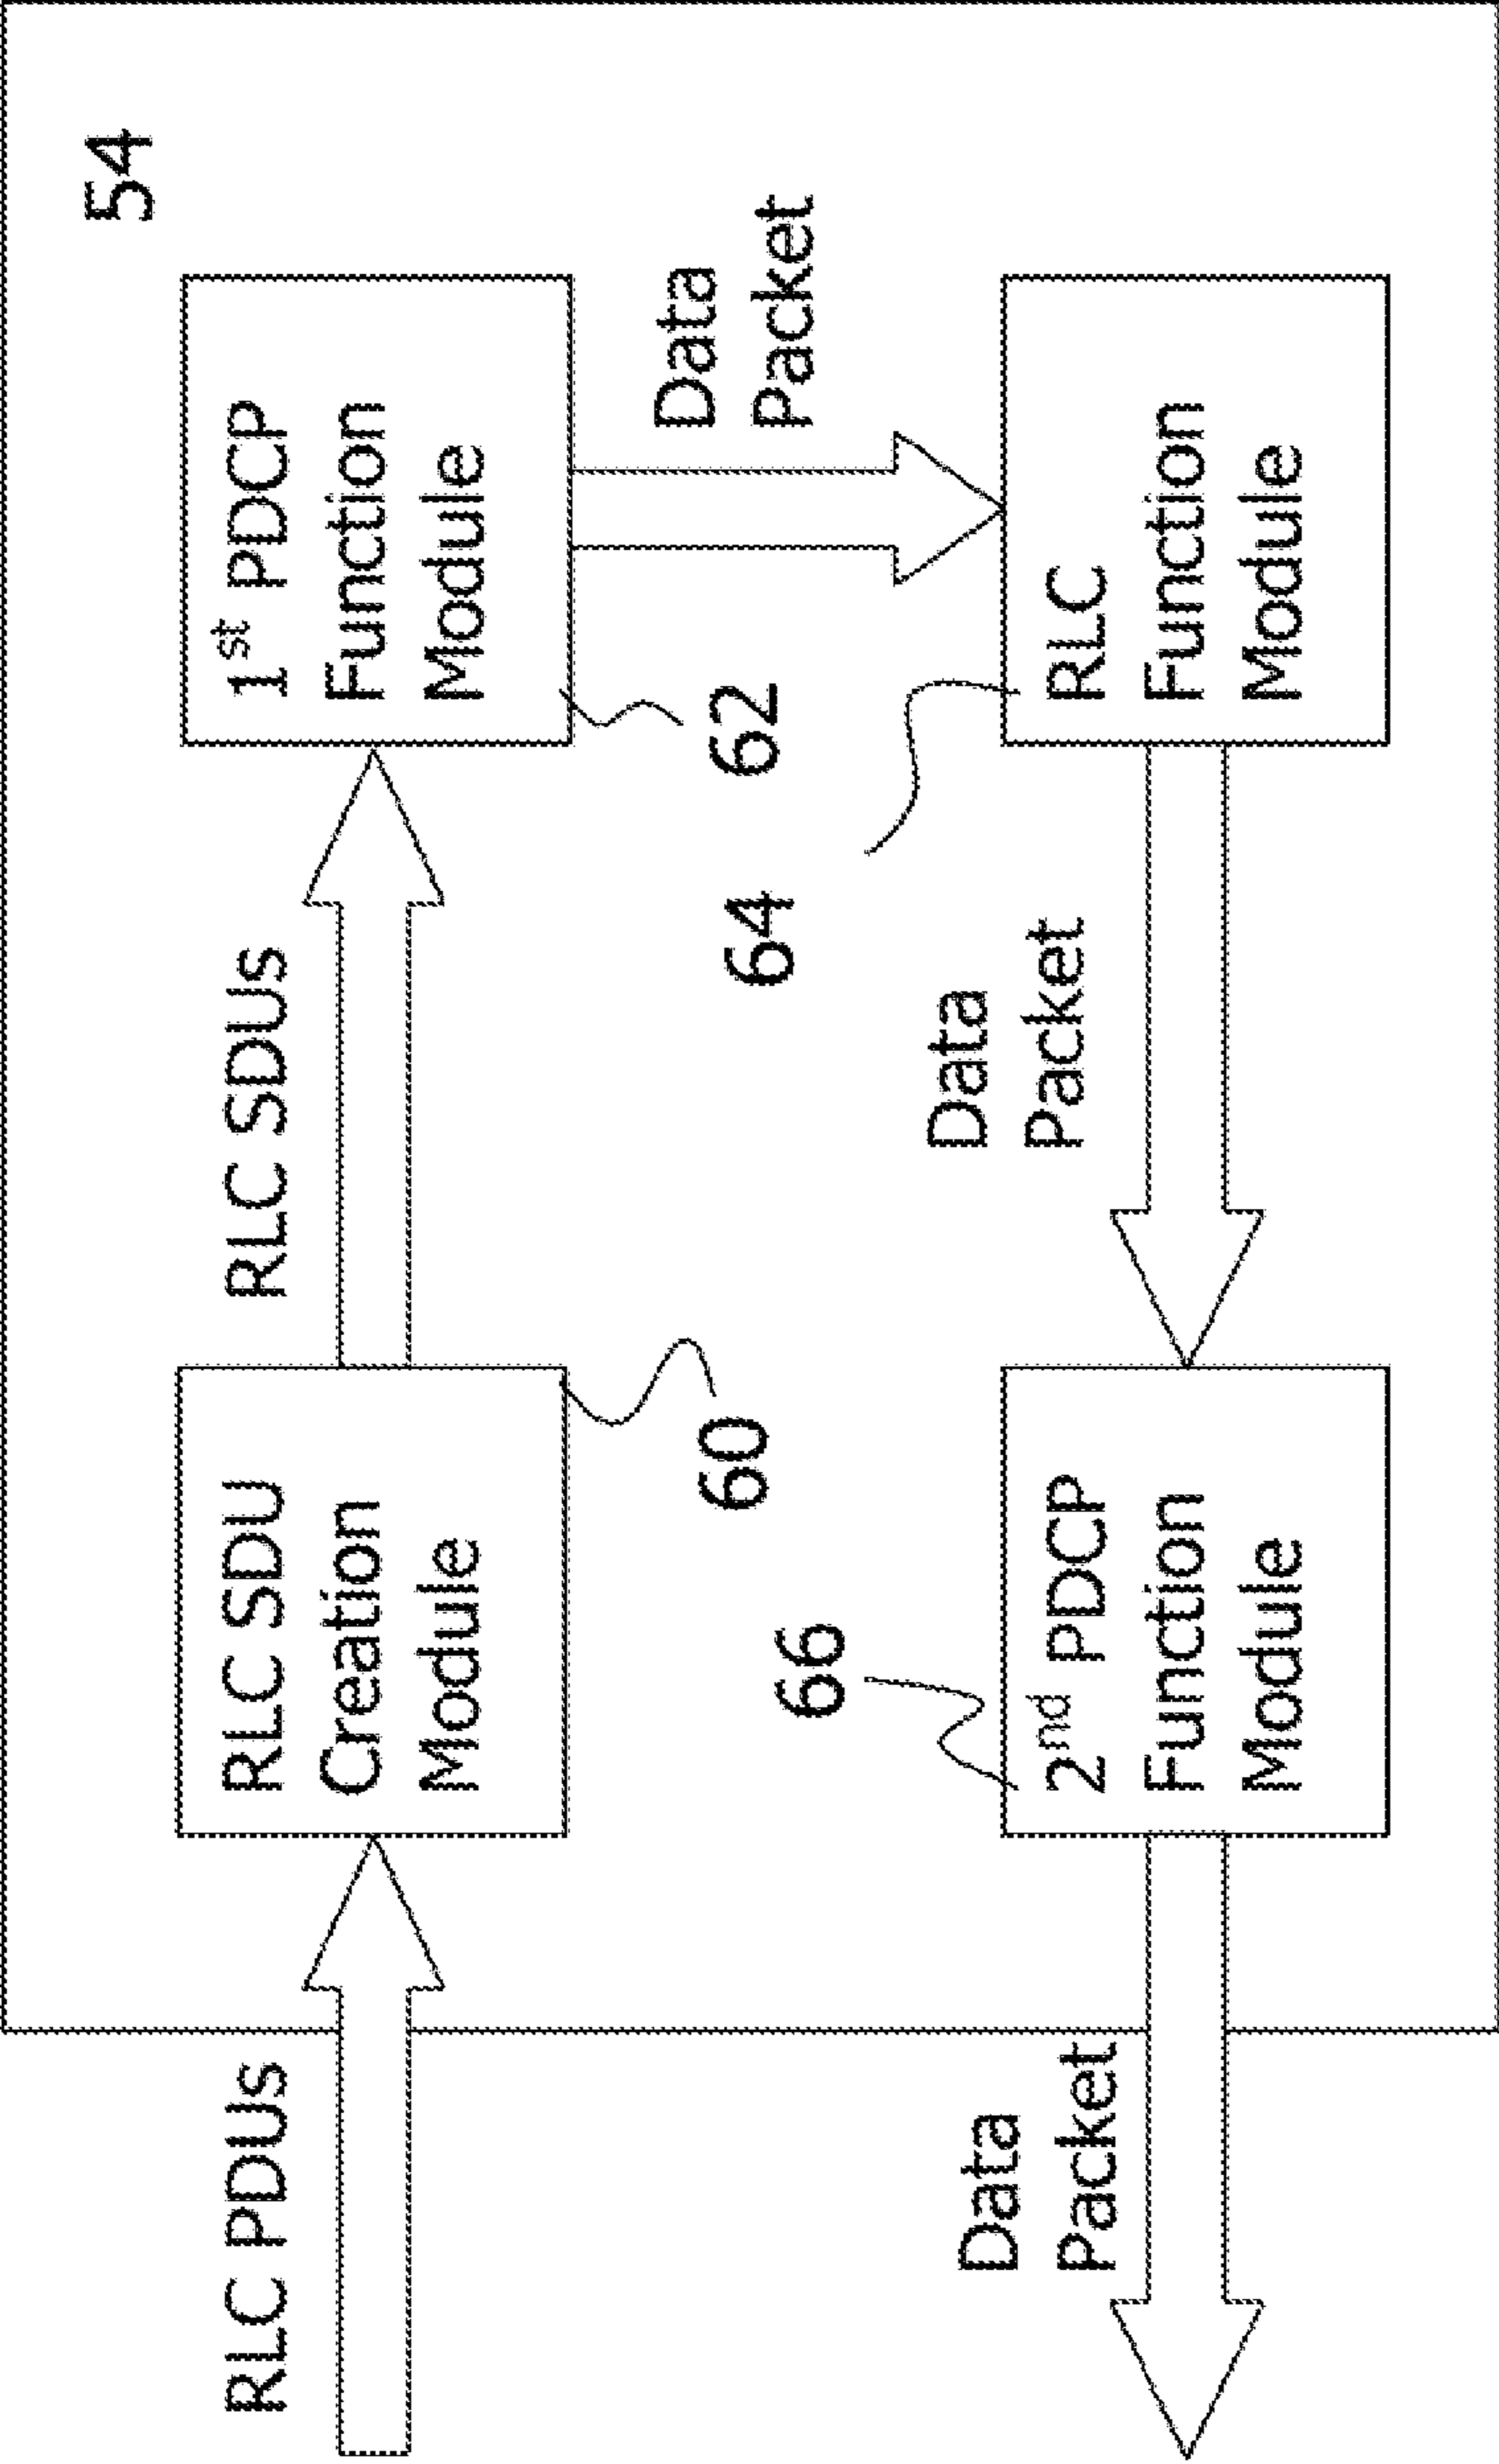 54
RLC PDUs
RLC SDU
Creation
Module
60
RLC SDUs
1st PDCP
Function
Module
62
Data
Packet
64
RLC
Function
Module
Data
Packet
66
2nd PDCP
Function
Module
Data
Packet